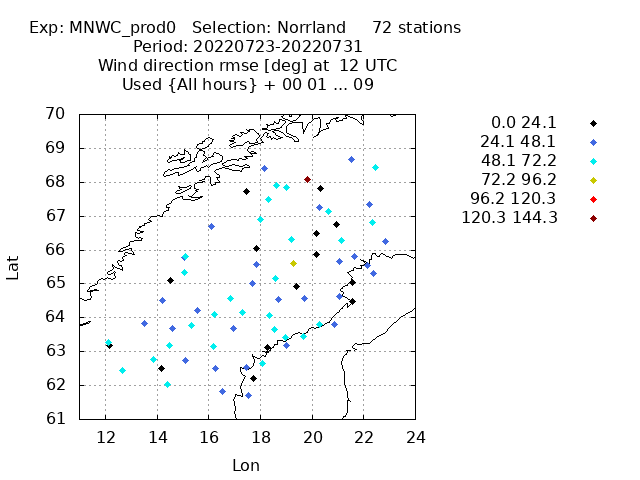 Exp: MNWC_prod0 Selection: Norrland 72 stations
Period: 20220723-20220731
Wind direction rmse [deg] at 12 UTC
Used {All hours} + 00 01 ... 09
70
69
68
67
66
65
64
63
62
61
Lat
12 14 16 18 20 22 24
Lon
0.0 24.1
24.1 48.1
48.1 72.2
72.2 96.2
96.2 120.3
120.3 144.3